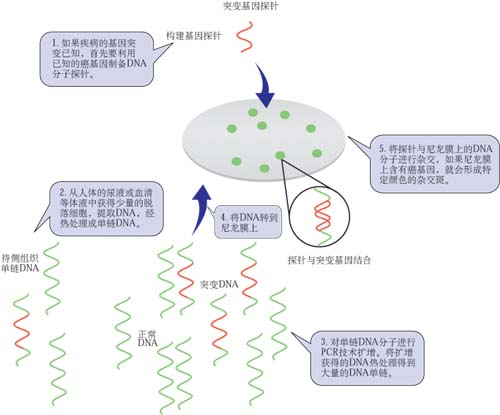 突变基因探针
构建基因探针
1. 如果疾病的基因突
变已知，首先要利用
已知的癌基因制备DNA
分子探针。
5. 将探针与尼龙膜上的DNA
分子进行杂交，如果尼龙膜
上含有癌基因，就会形成特
定颜色的杂交斑。
2. 从人体的尿液或血清
等体液中获得少量的脱
落细胞，提取DNA，经
热处理成单链DNA。
4. 将DNA转到
尼龙膜上
探针与突变基因结合
待侧组织
单链DNA
突变DNA
正常
DNA
3. 对单链DNA分子进行
PCR技术扩增。将扩增
获得的DNA热处理得到
大量的DNA单链。